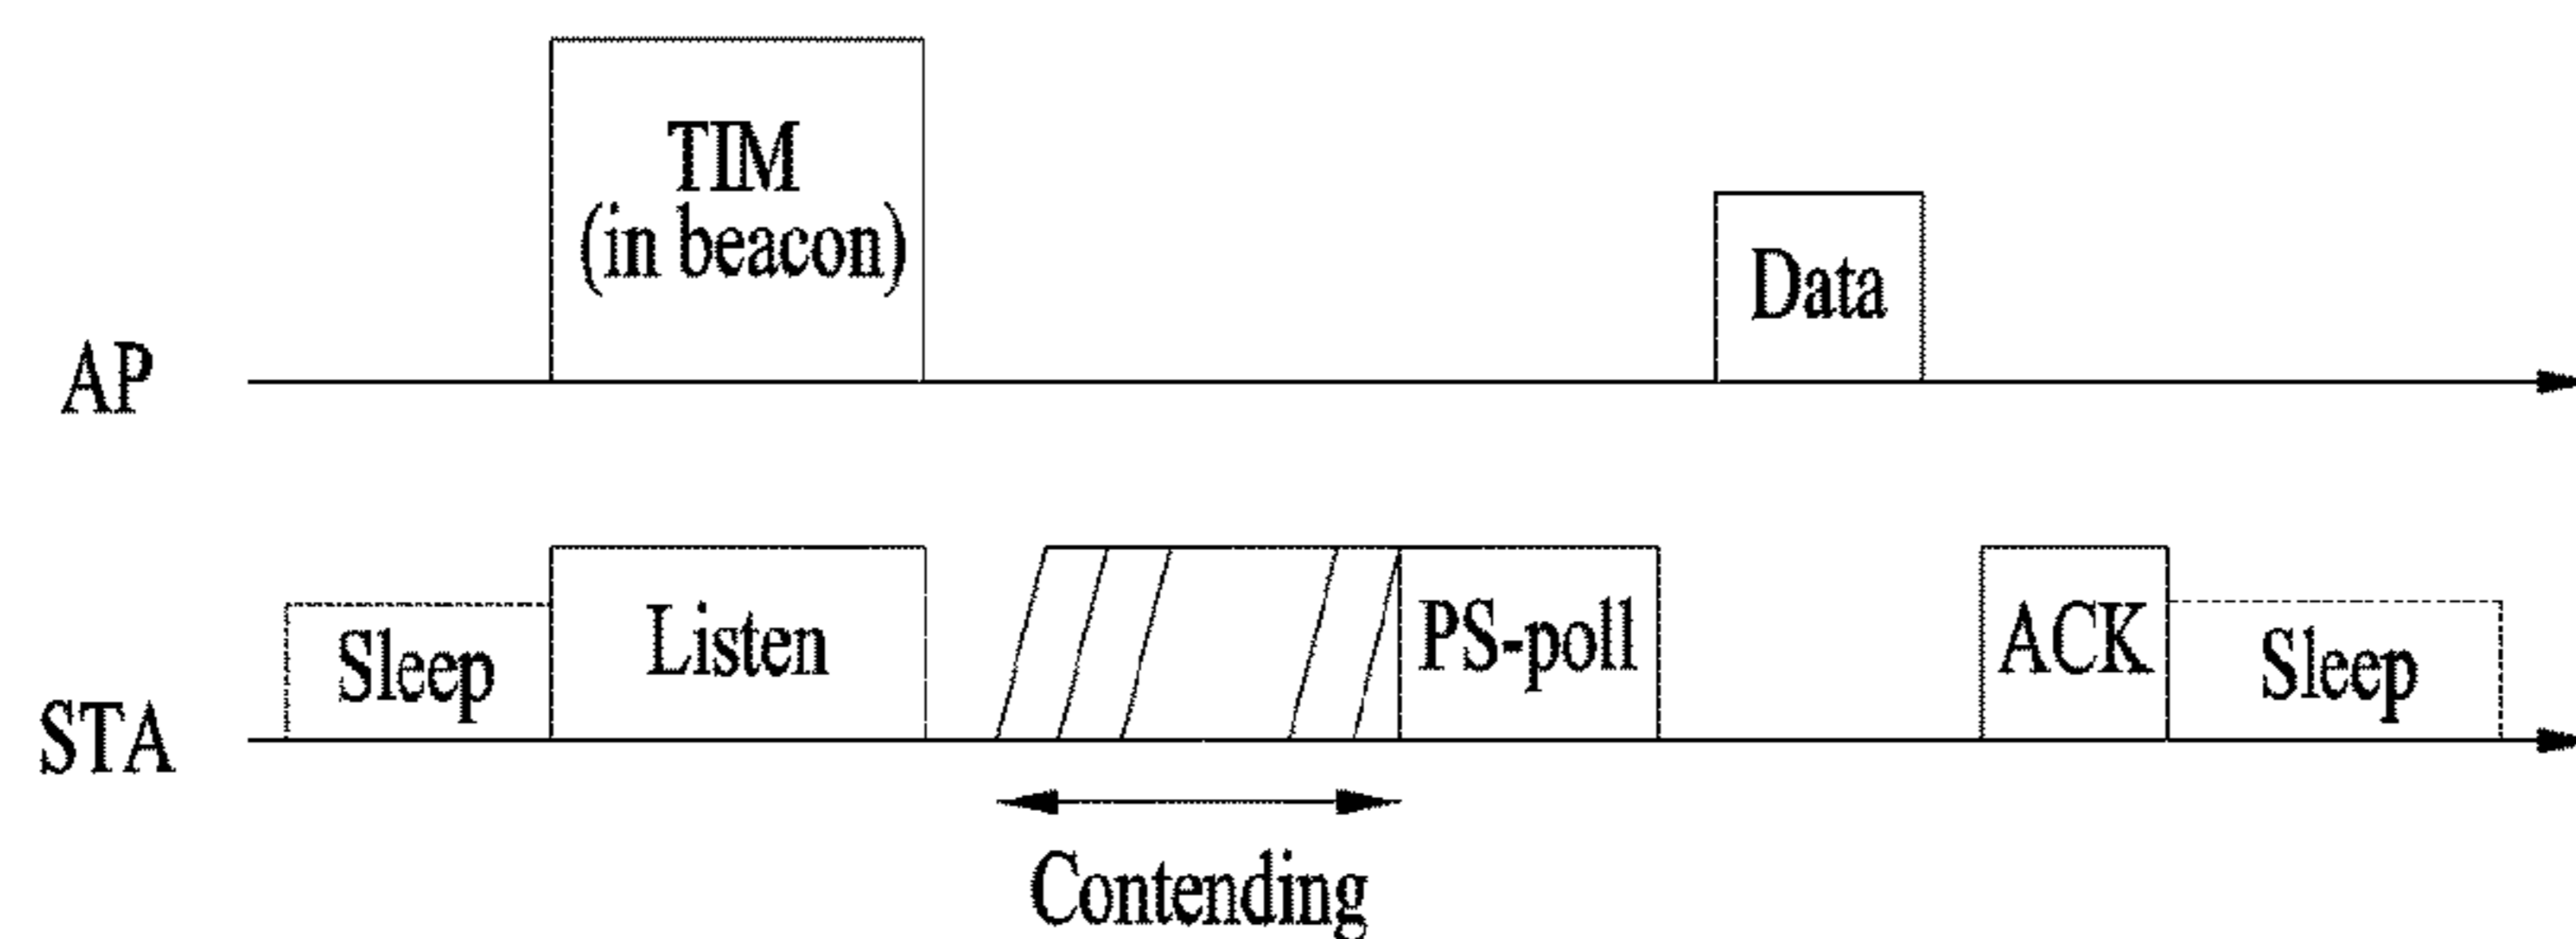 TIM
(in beacon)
Data
AP
Sleep
Listen
PS-poll
ACK
Sleep
STA
Contending